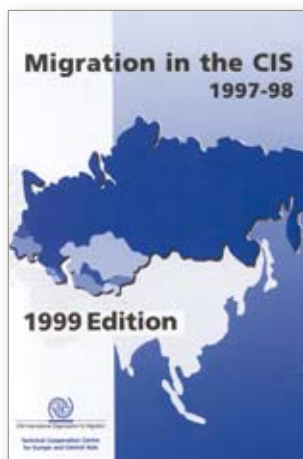 Migration in the CIS
1997-98
1999 Edition
IOM International Organization for Migration
Technical Cooperation Centre
for Europe and Central Asia